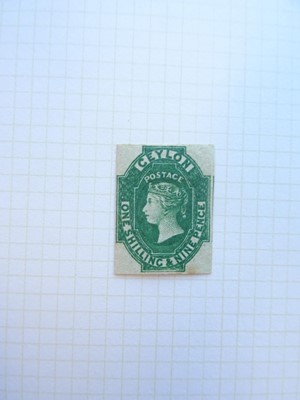 CEYLON
POSTAGE
ONE SHILLING & NINE PENCE